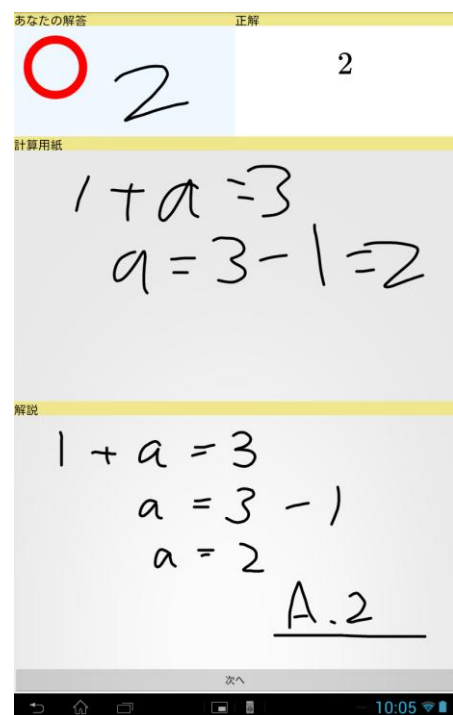 あなたの解答 正解
2 2
計算用紙
1+a=3
a=3-1=2
解説
1+a=3
a=3-1
a=2
A.2
次へ
10:05